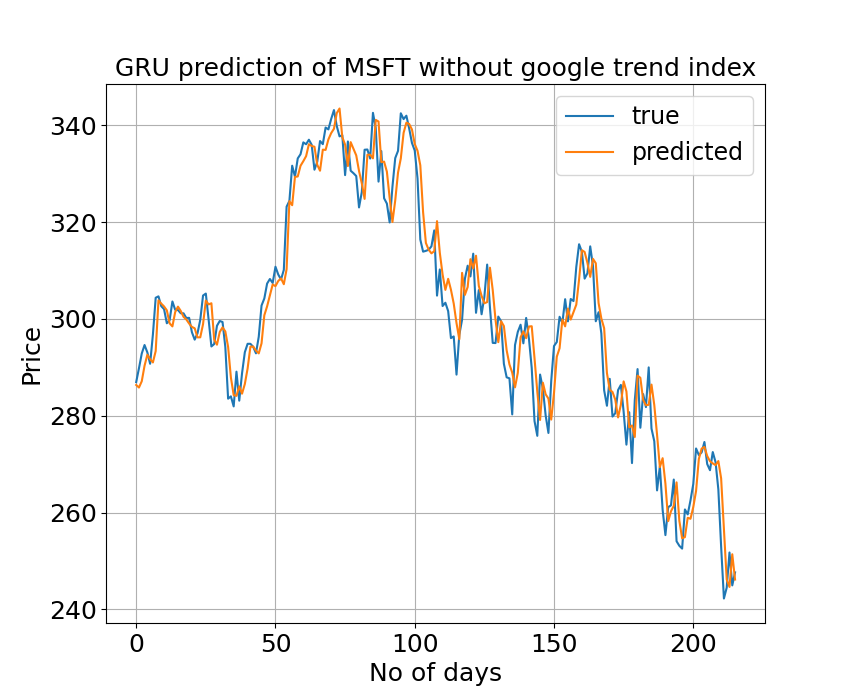 GRU prediction of MSFT without google trend index
true
predicted
340
320
300
280
260
240
Price
0 50 100 150 200
No of days